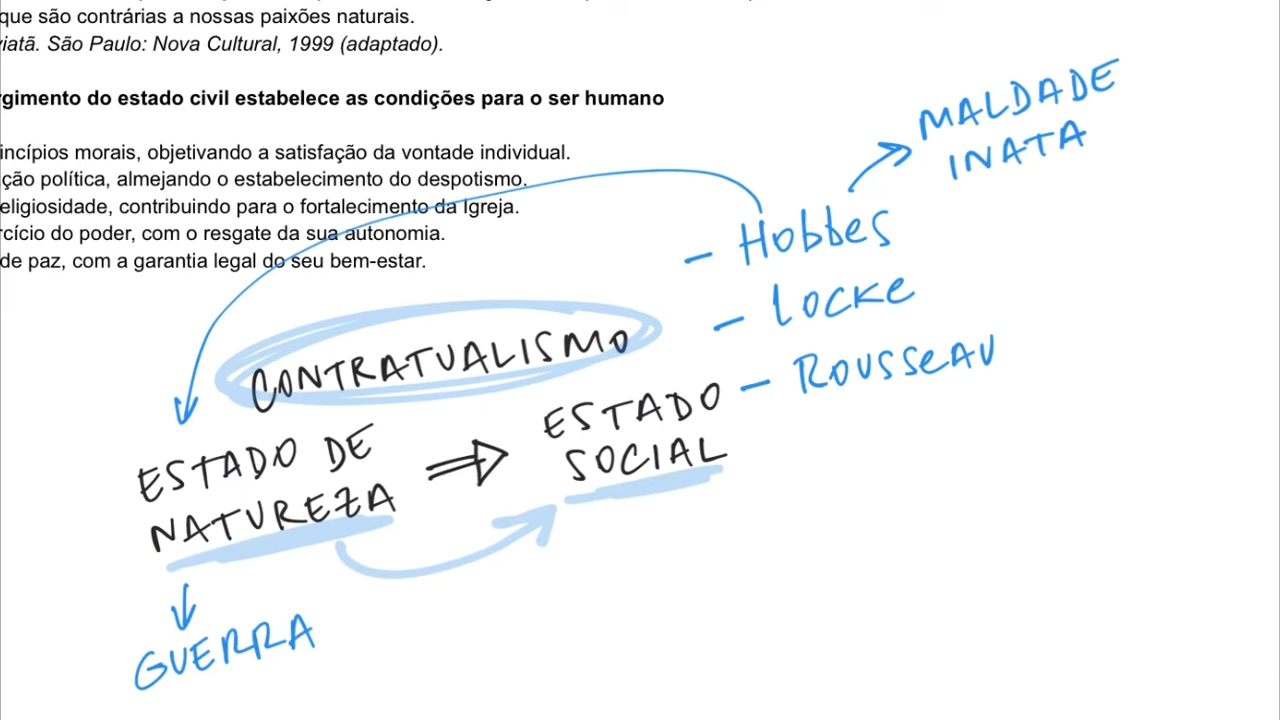 que são contrárias a nossas paixões naturais.
viatã. São Paulo: Nova Cultural, 1999 (adaptado).
rgimento do estado civil estabelece as condições para o ser humano
incípios morais, objetivando a satisfação da vontade individual.
ção política, almejando o estabelecimento do despotismo.
eligiosidade, contribuindo para o fortalecimento da Igreja.
rcício do poder, com o resgate da sua autonomia.
de paz, com a garantia legal do seu bem-estar.
MALDADE
INATA
- Hobbes
- Locke
- Rousseau
CONTRATUALISMO
ESTADO DE
NATUREZA
ESTADO
SOCIAL
GUERRA